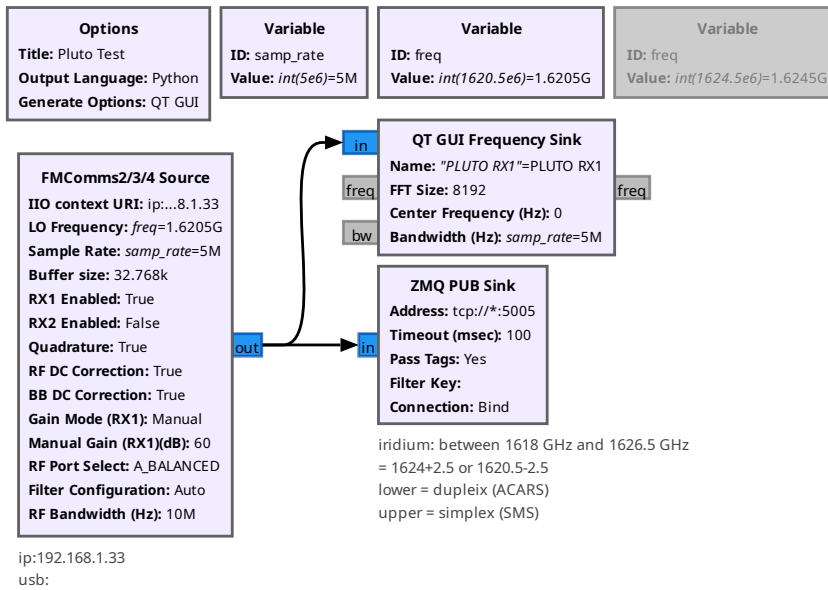 Options
Title: Pluto Test
Output Language: Python
Generate Options: QT GUI
Variable
ID: samp_rate
Value: int(5e6)=5M
Variable
ID: freq
Value: int(1620.5e6)=1.6205G
Variable
ID: freq
Value: int(1624.5e6)=1.6245G
FMComms2/3/4 Source
IIO context URI: ip:...8.1.33
LO Frequency: freq=1.6205G
Sample Rate: samp_rate=5M
Buffer size: 32.768k
RX1 Enabled: True
RX2 Enabled: False
Quadrature: True
RF DC Correction: True
BB DC Correction: True
Gain Mode (RX1): Manual
Manual Gain (RX1)(dB): 60
RF Port Select: A_BALANCED
Filter Configuration: Auto
RF Bandwidth (Hz): 10M
out
ip:192.168.1.33
usb:
in
freq
bw
QT GUI Frequency Sink
Name: "PLUTO RX1"=PLUTO RX1
FFT Size: 8192
Center Frequency (Hz): 0
Bandwidth (Hz): samp_rate=5M
freq
in
ZMQ PUB Sink
Address: tcp://*:5005
Timeout (msec): 100
Pass Tags: Yes
Filter Key:
Connection: Bind
iridium: between 1618 GHz and 1626.5 GHz
= 1624+2.5 or 1620.5-2.5
lower = dupleix (ACARS)
upper = simplex (SMS)